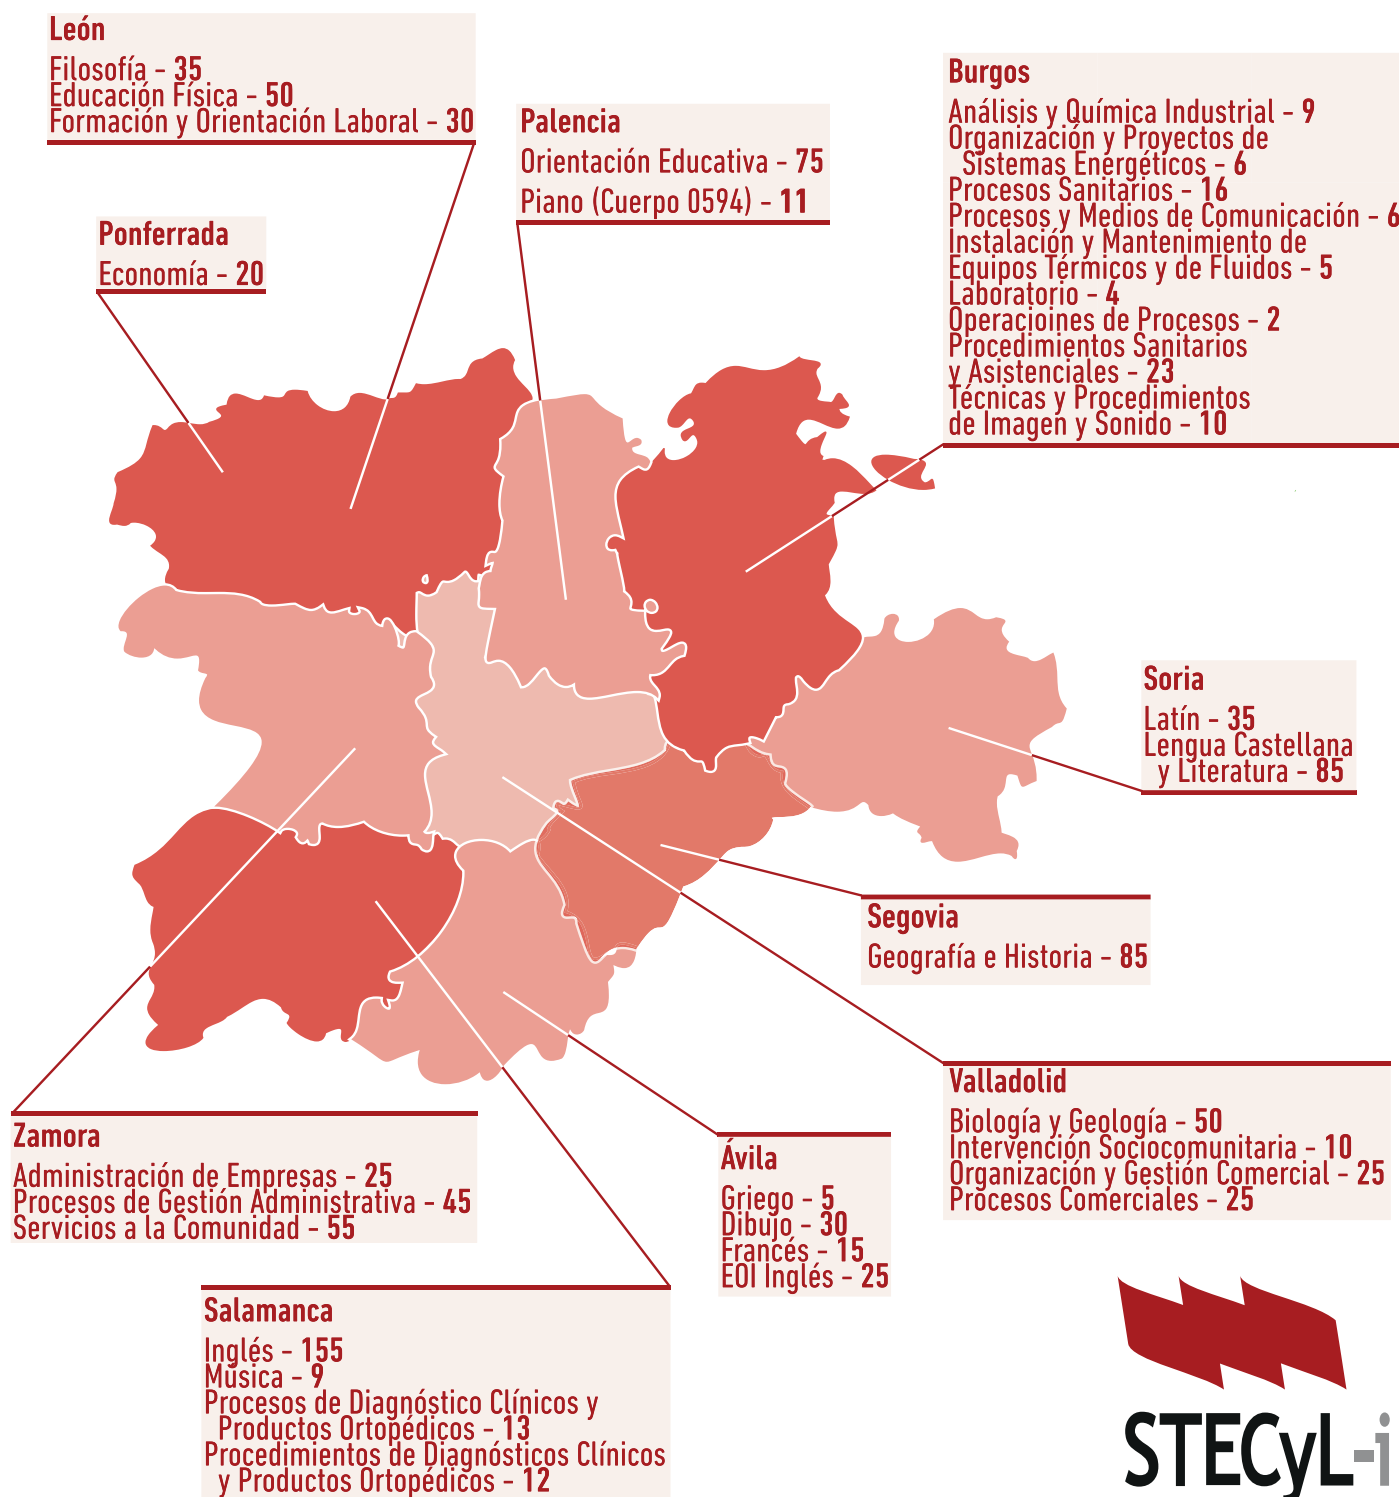 León
Filosofía - 35
Educación Física - 50
Formación y Orientación Laboral - 30
Palencia
Orientación Educativa - 75
Piano (Cuerpo 0594) - 11
Burgos
Análisis y Química Industrial - 9
Organización y Proyectos de
Sistemas Energéticos - 6
Procesos Sanitarios - 16
Procesos y Medios de Comunicación - 6
Instalación y Mantenimiento de
Equipos Térmicos y de Fluidos - 5
Laboratorio - 4
Operacioines de Procesos - 2
Procedimientos Sanitarios
y Asistenciales - 23
Técnicas y Procedimientos
de Imagen y Sonido - 10
Ponferrada
Economía - 20
Soria
Latín - 35
Lengua Castellana
y Literatura - 85
Segovia
Geografía e Historia - 85
Valladolid
Biología y Geología - 50
Intervención Sociocomunitaria - 10
Organización y Gestión Comercial - 25
Procesos Comerciales - 25
Zamora
Administración de Empresas - 25
Procesos de Gestión Administrativa - 45
Servicios a la Comunidad - 55
Ávila
Griego - 5
Dibujo - 30
Francés - 15
EOI Inglés - 25
Salamanca
Inglés - 155
Música - 9
Procesos de Diagnóstico Clínicos y
Productos Ortopédicos - 13
Procedimientos de Diagnósticos Clínicos
y Productos Ortopédicos - 12
STECyL-i